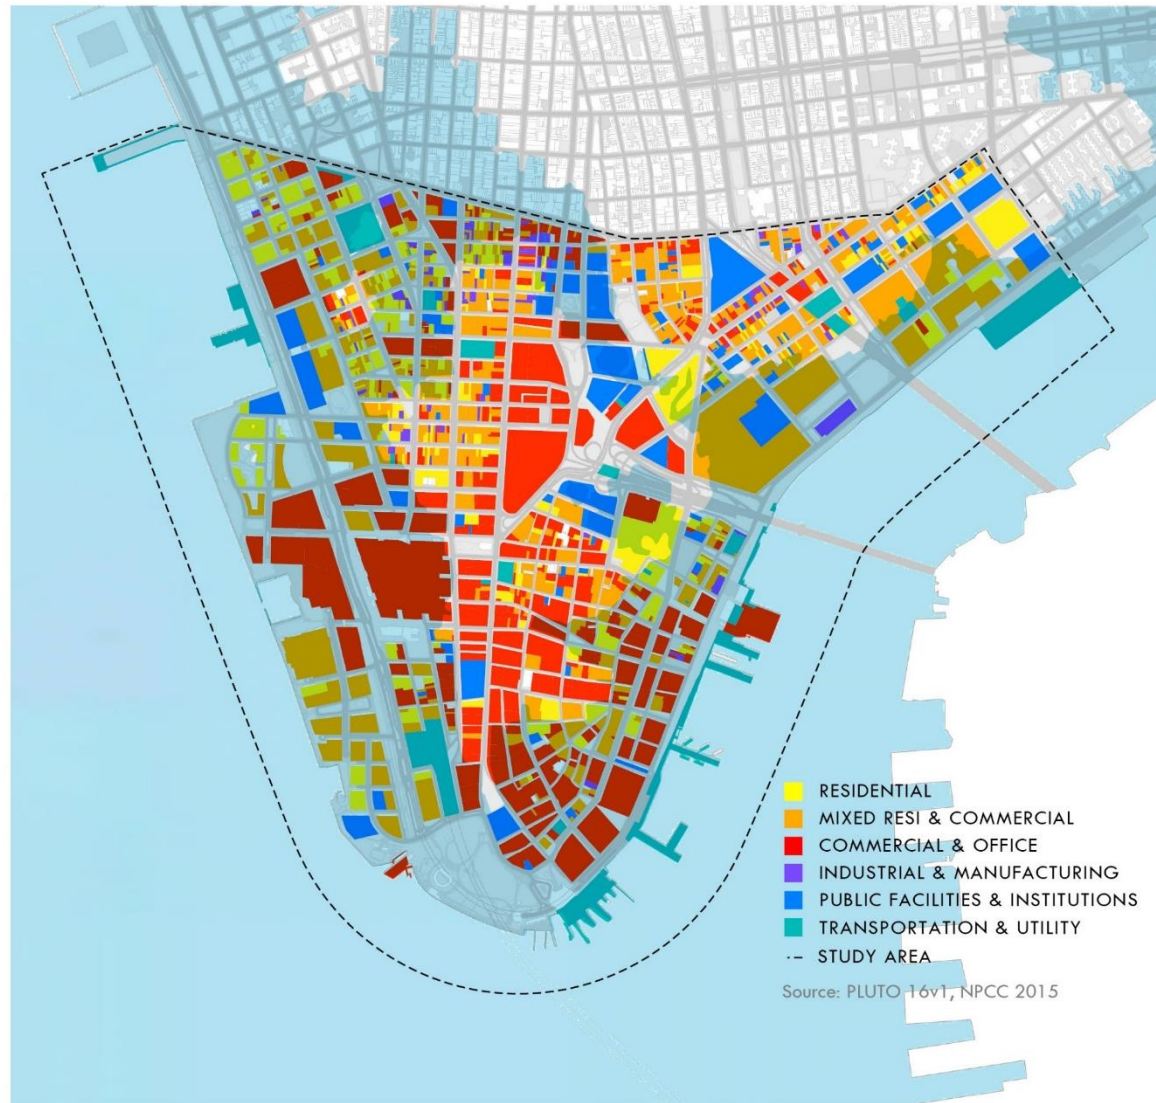 RESIDENTIAL
MIXED RESI & COMMERCIAL
COMMERCIAL & OFFICE
INDUSTRIAL & MANUFACTURING
PUBLIC FACILITIES & INSTITUTIONS
TRANSPORTATION & UTILITY
STUDY AREA
Source: PLUTO 16v1, NPCC 2015